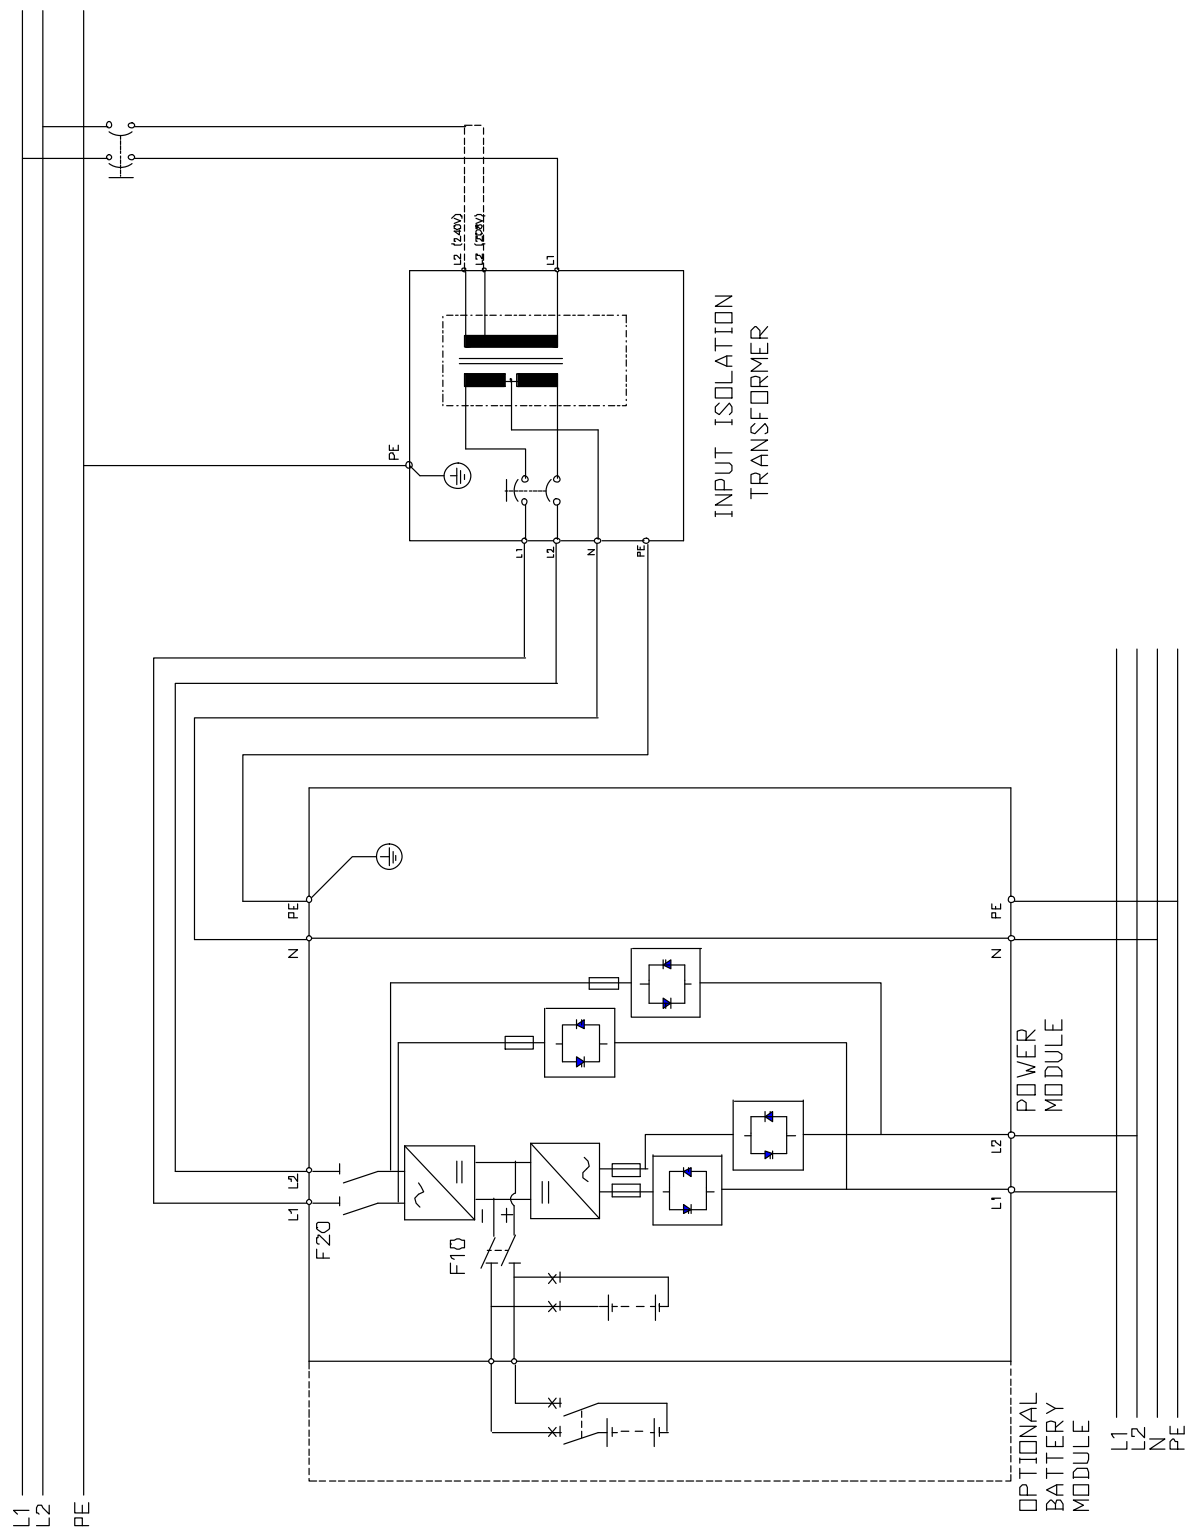 L1
L2
PE
L2 (240V)
L2 (208V)
L1
INPUT ISOLATION
TRANSFORMER
PE
L1
L2
N
PE
PE
N
L2
L1
F20
F10
PE
N
L2
L1
POWER
MODULE
OPTIONAL
BATTERY
MODULE
L1
L2
N
PE